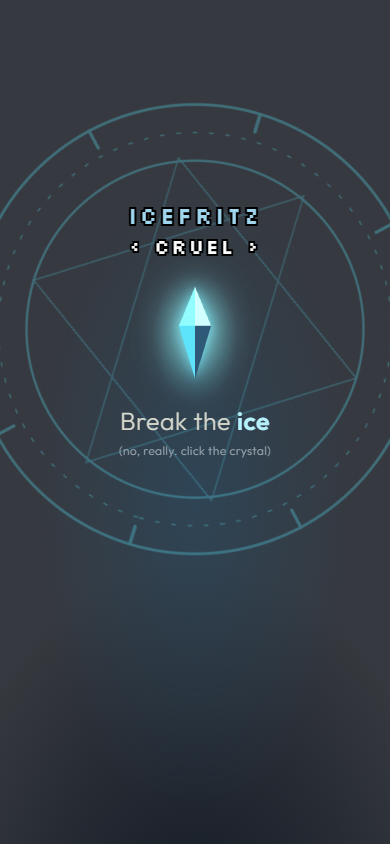 ICEFRITZ
‹ CRUEL ›
Break the ice
(no, really. click the crystal)